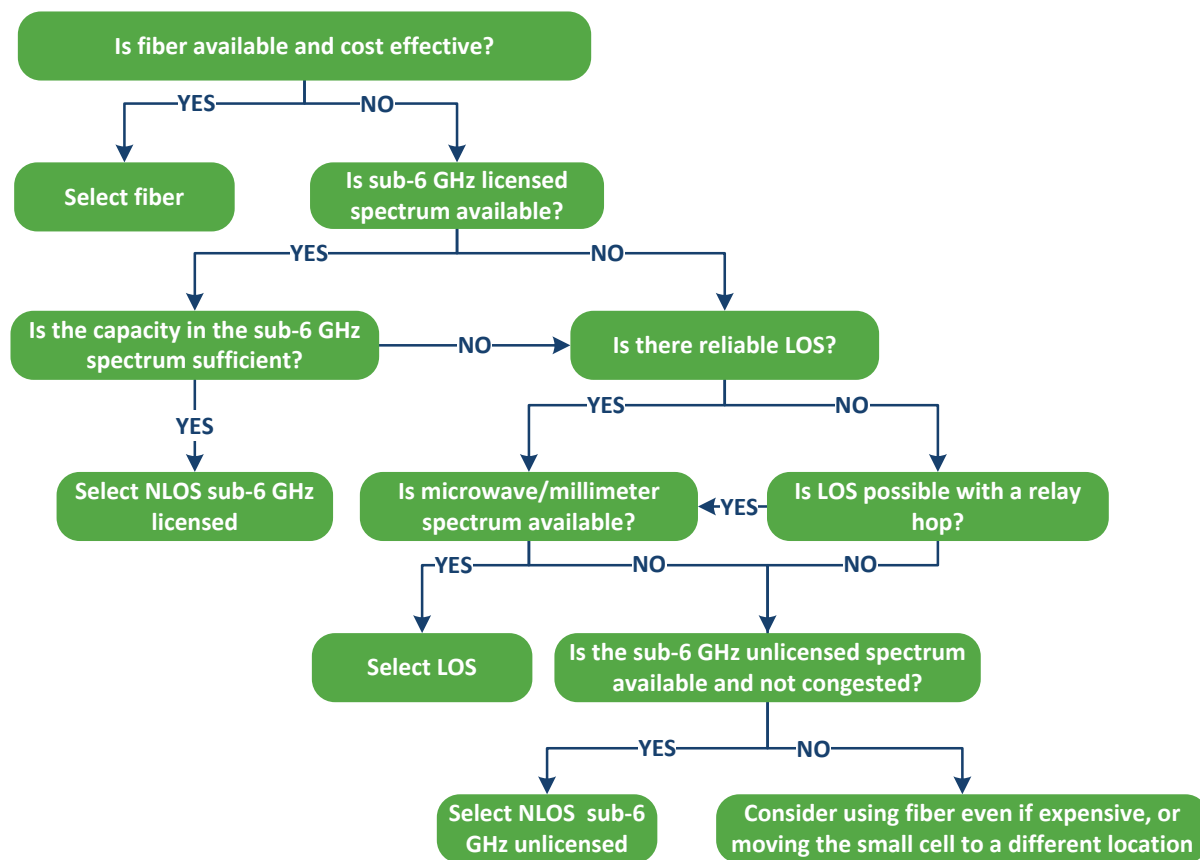 Is fiber available and cost effective?
YES
NO
Select fiber
Is sub-6 GHz licensed
spectrum available?
YES
NO
Is the capacity in the sub-6 GHz
spectrum sufficient?
NO
Is there reliable LOS?
YES
YES
NO
Select NLOS sub-6 GHz
licensed
Is microwave/millimeter
spectrum available?
YES
Is LOS possible with a relay
hop?
YES
NO
NO
Select LOS
Is the sub-6 GHz unlicensed spectrum
available and not congested?
YES
NO
Select NLOS sub-6
GHz unlicensed
Consider using fiber even if expensive, or
moving the small cell to a different location